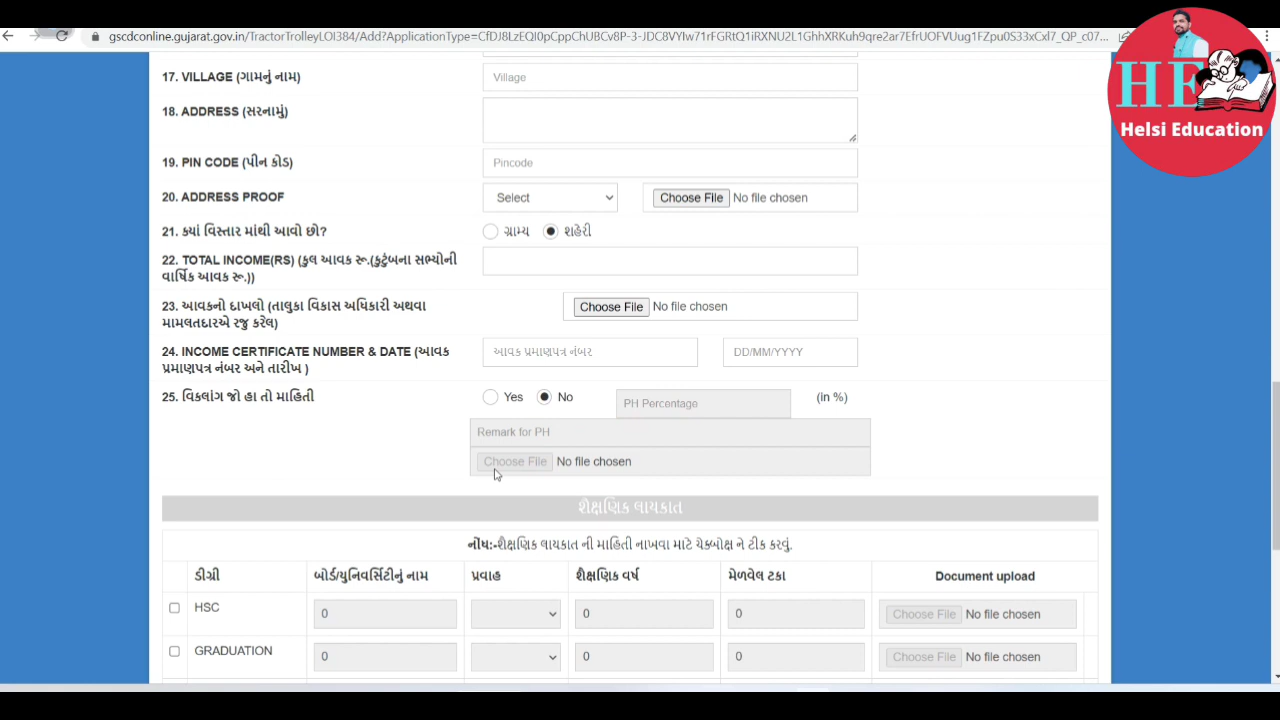 gscdonline.gujarat.gov.in/TractorTrolleyLOI384/Add?ApplicationType=CfDJ8LzEQI0pCppChUBCv8P-3-JDC8VYIw71rFGRtQ1iRXNU2L1GhhXRKuh9qre2ar7EfrUOFVUug1FZpu0S33xCxl7_QP_c07...
HE
Helsi Education
17. VILLAGE (ગામનું નામ)
Village
18. ADDRESS (સરનામું)
19. PIN CODE (પીન કોડ)
Pincode
20. ADDRESS PROOF
Select
Choose File No file chosen
21. ક્યાં વિસ્તાર માંથી આવો છો?
ગ્રામ્ય
શહેરી
22. TOTAL INCOME(RS) (કુલ આવક રૂ.(કુટુંબના સભ્યોની
વાર્ષિક આવક રૂ.))
23. આવકનો દાખલો (તાલુકા વિકાસ અધિકારી અથવા
મામલતદારએ રજુ કરેલ)
Choose File No file chosen
24. INCOME CERTIFICATE NUMBER & DATE (આવક
પ્રમાણપત્ર નંબર અને તારીખ )
આવક પ્રમાણપત્ર નંબર
DD/MM/YYYY
25. વિકલાંગ જો હા તો માહિતી
Yes
No
PH Percentage
(in %)
Remark for PH
Choose File No file chosen
શૈક્ષણિક લાયકાત
નોંધ:-શૈક્ષણિક લાયકાત ની માહિતી નાખવા માટે ચેકબોક્ષ ને ટીક કરવું.
ડીગ્રી બોર્ડ/યુનિવર્સિટીનું નામ પ્રવાહ શૈક્ષણિક વર્ષ મેળવેલ ટકા Document upload
HSC 0 0 0 Choose File No file chosen
GRADUATION 0 0 0 Choose File No file chosen